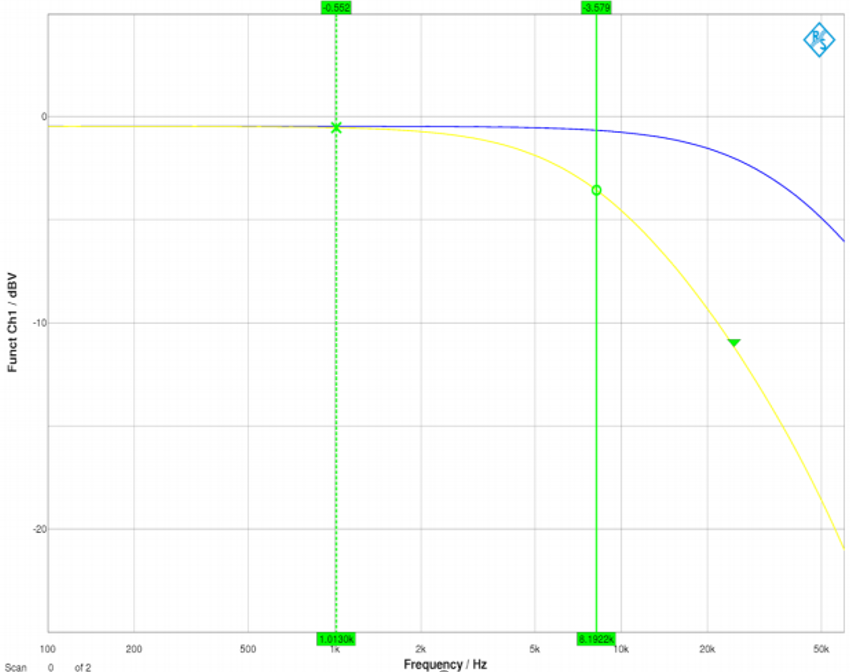 -0.552 -3.579
R S
0
-10
-20
Funct Ch1 / dBV
1.0130k 8.1922k
100 200 500 1k 2k 5k 10k 20k 50k
Frequency / Hz
Scan 0 of 2